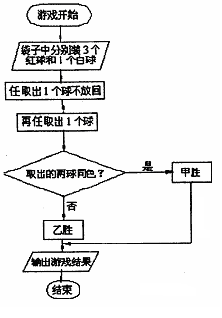 游戏开始
袋子中分别装3个
红球和1个白球
任取出1个球不放回
再任取出1个球
取出的两球同色？
是
甲胜
否
乙胜
输出游戏结果
结束